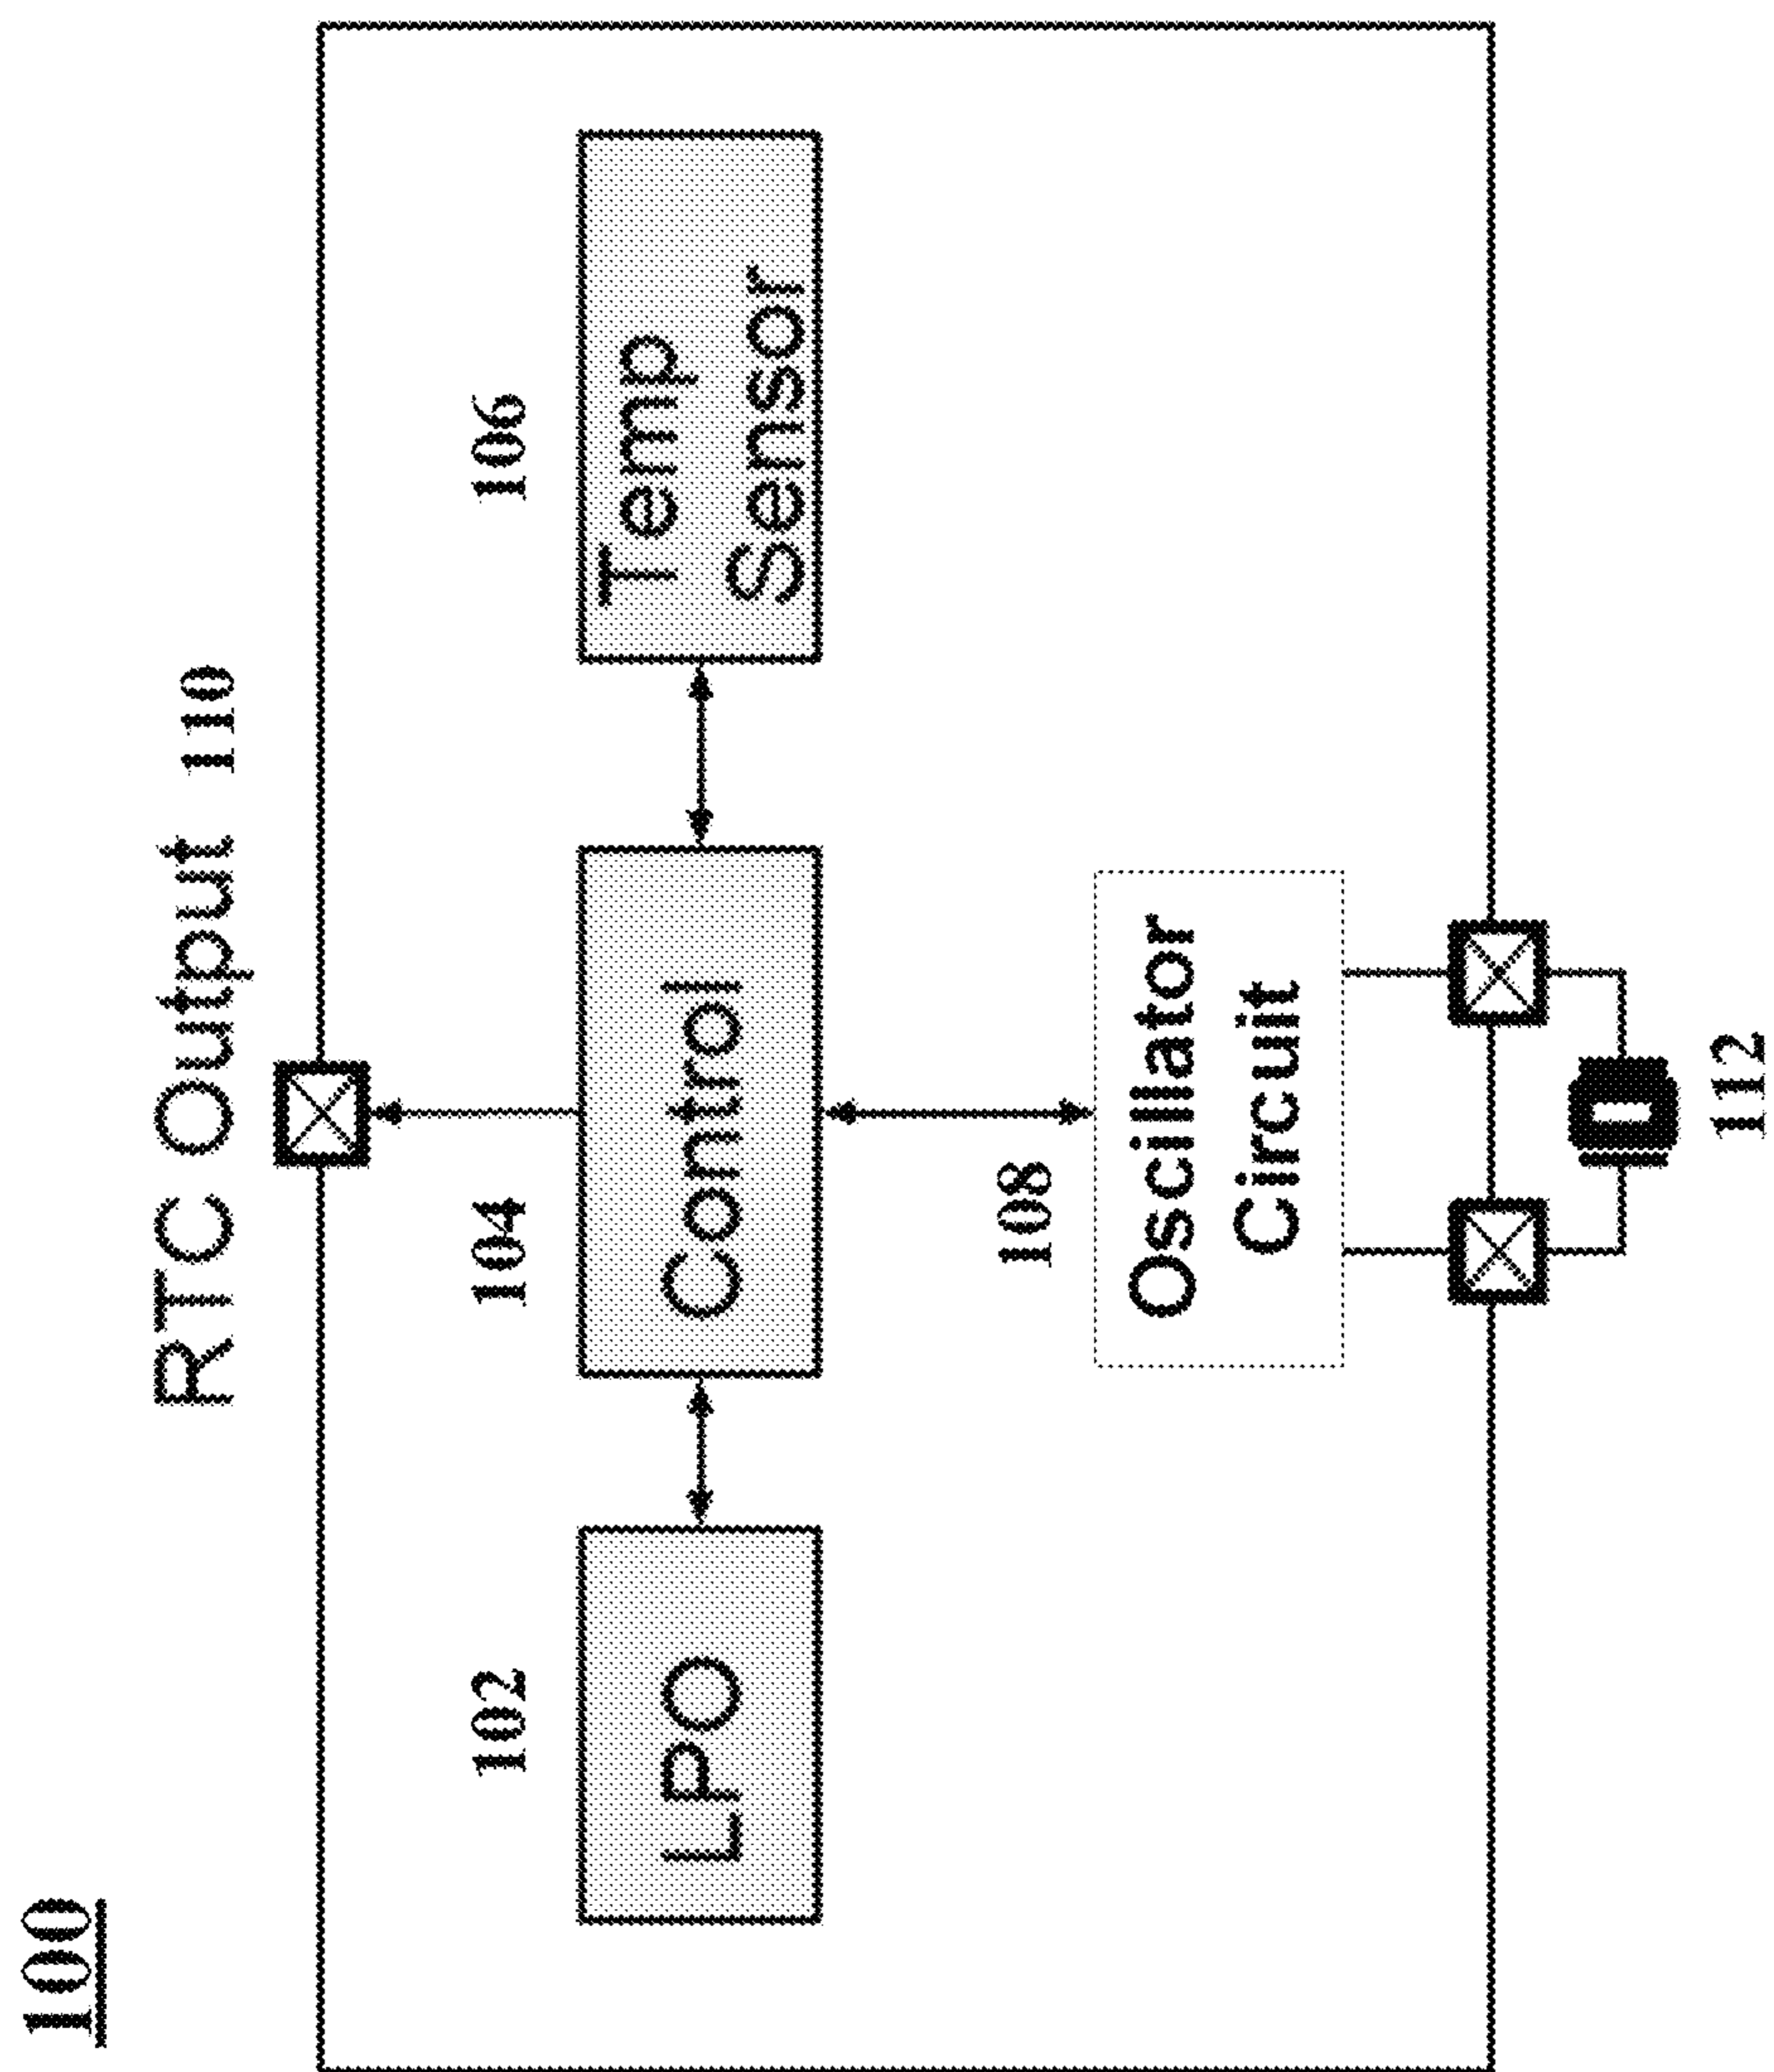 100
RTC Output 110
102
104
106
LPO
Control
Temp
Sensor
108
Oscillator
Circuit
112